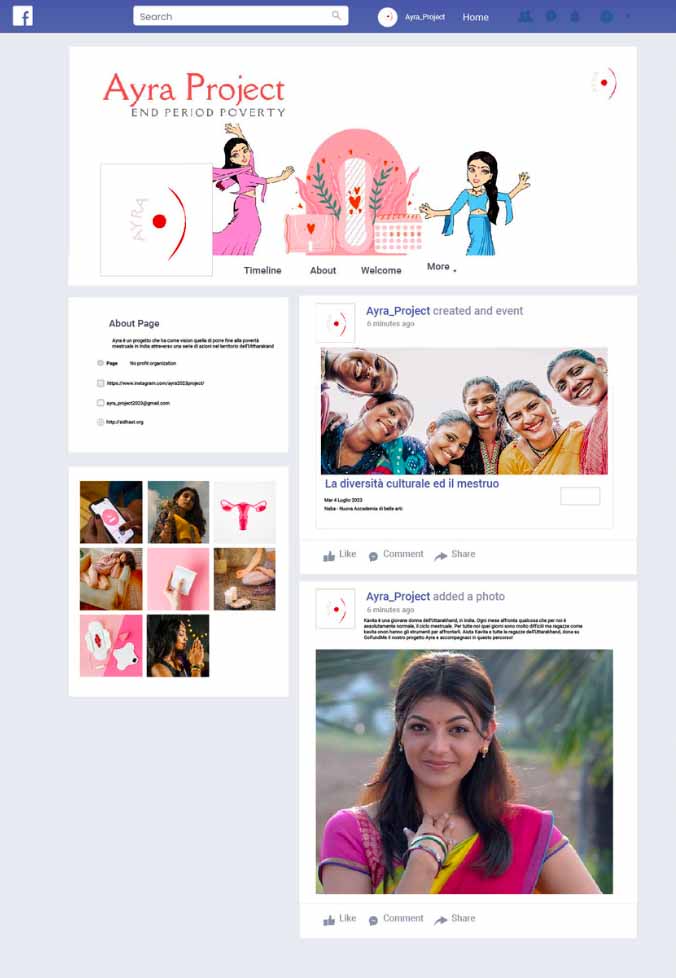 Search
Ayra_Project
Home
Ayra Project
END PERIOD POVERTY
AYRA
Timeline
About
Welcome
More
About Page
Ayra è un progetto che ha come vision quella di porre fine alla povertà
mestruale in India attraverso una serie di azioni nel territorio dell'Uttarakand
Page
No profit organization
https://www.instagram.com/ayra2023project/
ayra_project2023@gmail.com
http://sidhast.org
Ayra_Project created and event
6 minutes ago
La diversità culturale ed il mestruo
Mar 4 Luglio 2023
Naba - Nuova Accademia di belle arti
Like
Comment
Share
Ayra_Project added a photo
6 minutes ago
Kavita è una giovane donna dell'Uttarakhand, in India. Ogni mese affronta qualcosa che per noi è
assolutamente normale, il ciclo mestruale. Per tutte noi quei giorni sono molto difficili ma ragazze come
kavita onon hanno gli strumenti per affrontarli. Aiuta Kavita e tutte le ragazze dell'Uttarakhand, dona su
GoFundMe il nostro progetto Ayra e accompagnaci in questo percorso!
Like
Comment
Share